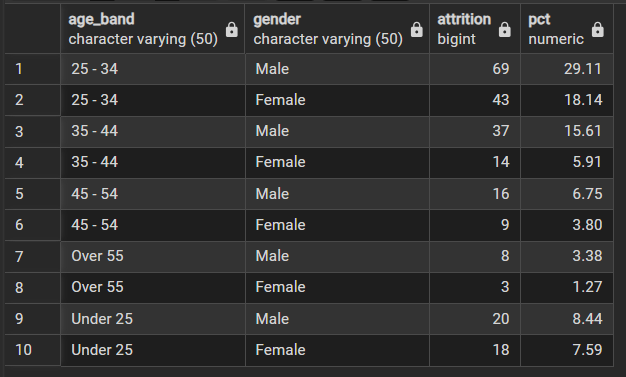 age_band gender attrition pct
character varying (50) character varying (50) bigint numeric
1 25 - 34 Male 69 29.11
2 25 - 34 Female 43 18.14
3 35 - 44 Male 37 15.61
4 35 - 44 Female 14 5.91
5 45 - 54 Male 16 6.75
6 45 - 54 Female 9 3.80
7 Over 55 Male 8 3.38
8 Over 55 Female 3 1.27
9 Under 25 Male 20 8.44
10 Under 25 Female 18 7.59